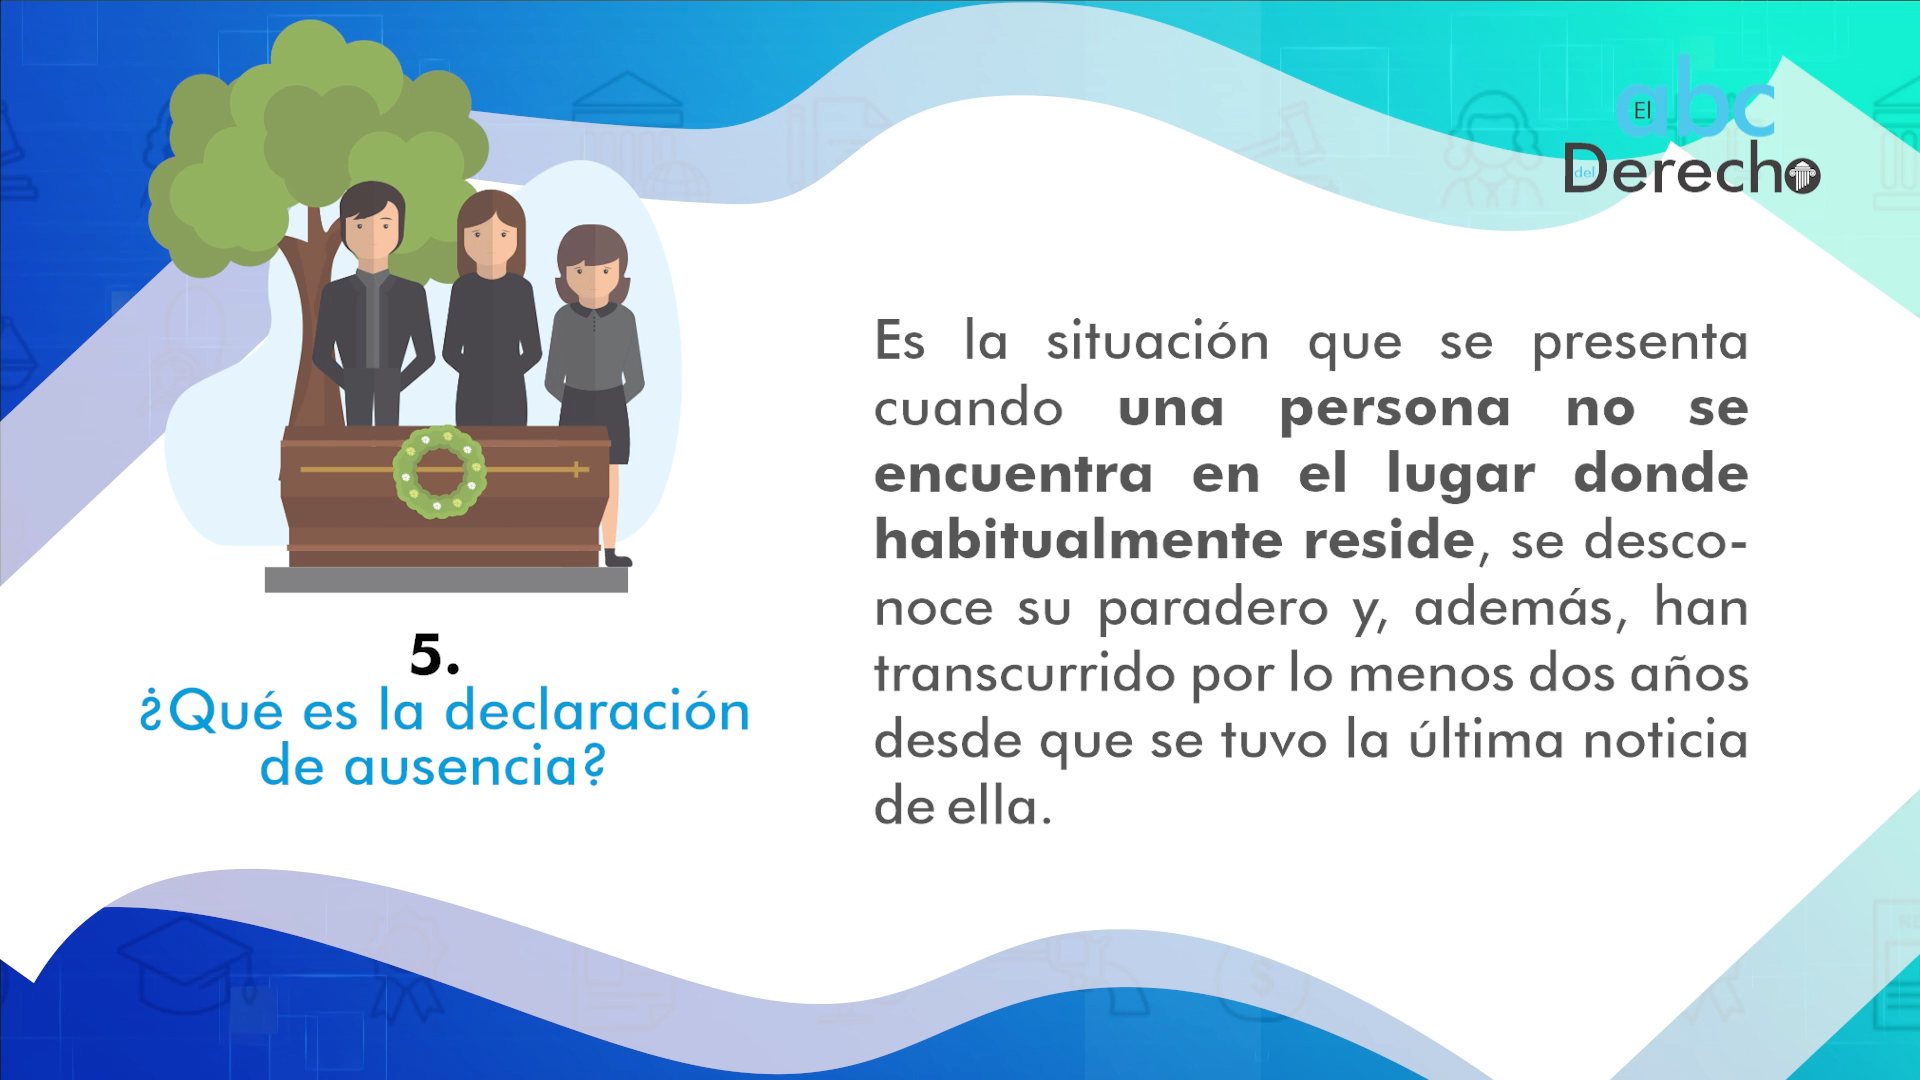 El abc
del Derecho
5.
¿Qué es la declaración
de ausencia?
Es la situación que se presenta
cuando una persona no se
encuentra en el lugar donde
habitualmente reside, se desco-
noce su paradero y, además, han
transcurrido por lo menos dos años
desde que se tuvo la última noticia
de ella.